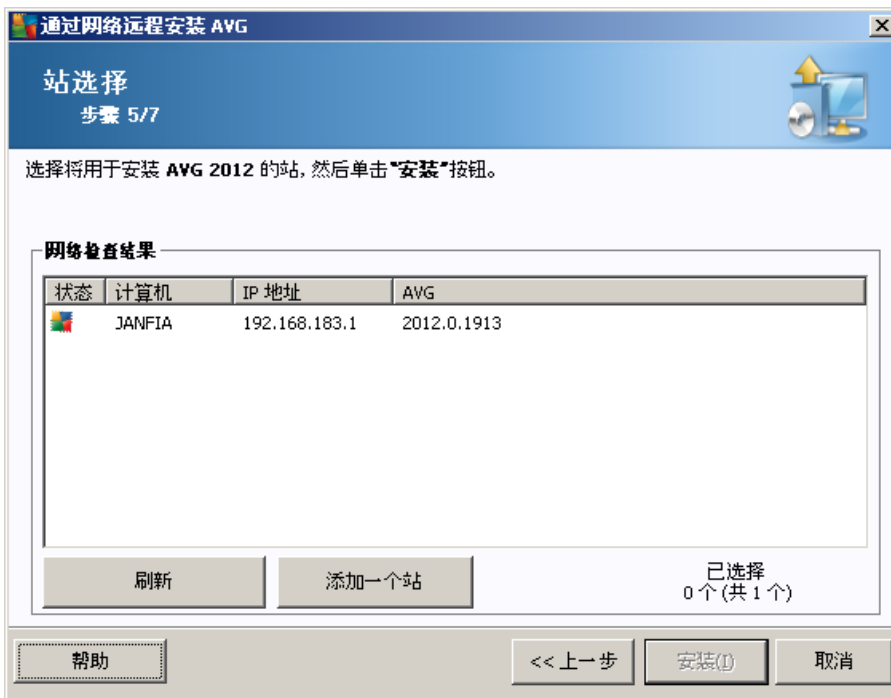 通过网络远程安装 AVG
站选择
步骤 5/7
选择将用于安装 AVG 2012 的站, 然后单击"安装"按钮。
网络检查结果
状态 计算机 IP 地址 AVG
JANFIA 192.168.183.1 2012.0.1913
刷新 添加一个站 已选择
0 个 (共 1 个)
帮助 << 上一步 安装(I) 取消